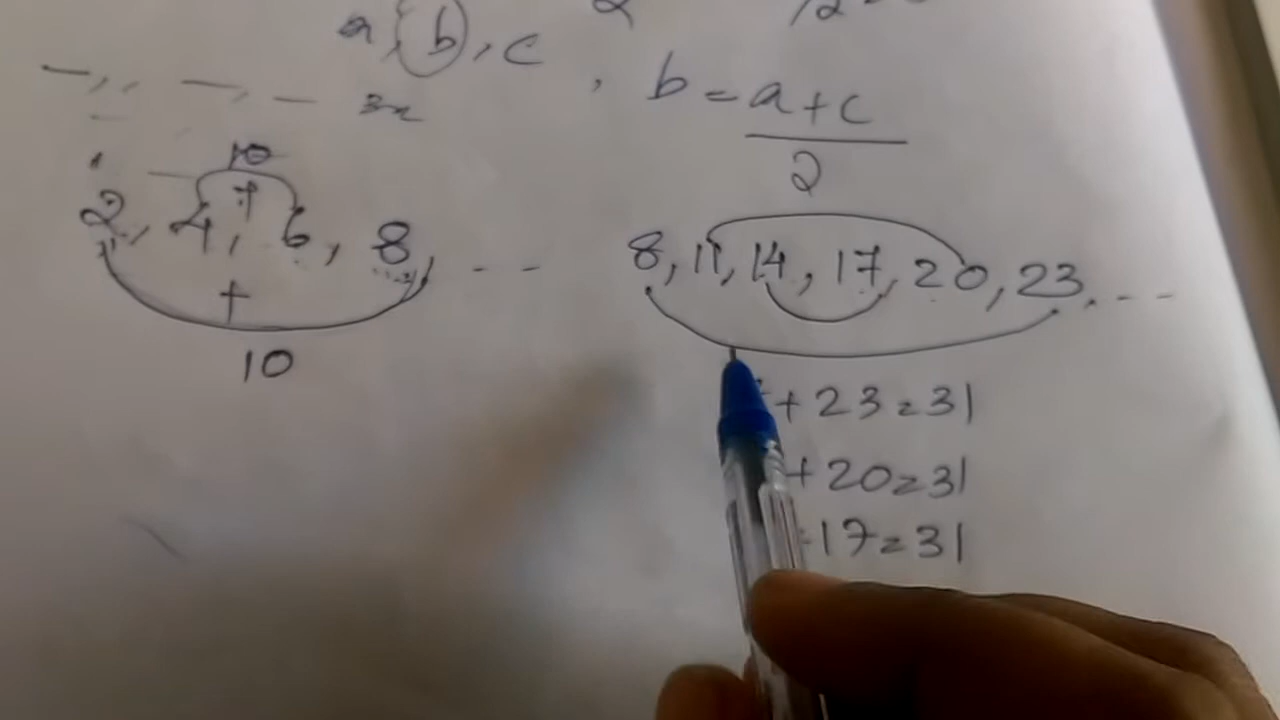 a, b, c
b = a+c
2
10
+
2, 4, 6, 8, - - -
+
10
8, 11, 14, 17, 20, 23, - - -
+ 23 = 31
+ 20 = 31
17 = 31